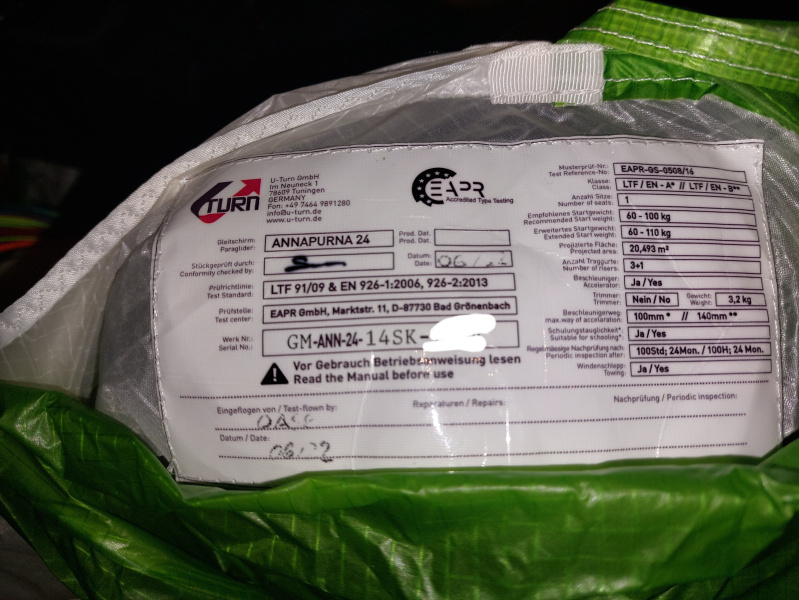 TURN
U-Turn GmbH
Im Neuneck 1
78609 Tuningen
GERMANY
Fon: +49 7464 9891280
info@u-turn.de
www.u-turn.de
EAPR
Accredited Type Testing
Gleitschirm:
Paraglider:
ANNAPURNA 24
Prod. Dat.
Prod. Dat.
Stückgeprüft durch:
Conformity checked by:
Datum:
Date:
Prüfrichtlinie:
Test Standard:
LTF 91/09 & EN 926-1:2006, 926-2:2013
Prüfstelle:
Test center:
EAPR GmbH, Marktstr. 11, D-87730 Bad Grönenbach
Werk Nr.:
Serial No.:
GM-ANN-24-14SK-
Vor Gebrauch Betriebsanweisung lesen
Read the Manual before use
Musterprüf-Nr.:
Test Reference-No.:
EAPR-GS-0508/16
Klasse:
Class:
LTF / EN - A* // LTF / EN - B**
Anzahl Sitze:
Number of seats:
1
Empfohlenes Startgewicht:
Recommended Start weight:
60 - 100 kg
Erweitertes Startgewicht:
Extended Start weight:
60 - 110 kg
Projizierte Fläche:
Projected area:
20,493 m²
Anzahl Traggurte:
Number of risers:
3+1
Beschleuniger:
Accelerator:
Ja / Yes
Trimmer:
Trimmer:
Nein / No
Gewicht:
Weight:
3,2 kg
Beschleunigerweg:
max.way of acceleration:
100mm * // 140mm **
Schulungstauglichkeit*:
Suitable for schooling*:
Ja / Yes
Regelmässige Nachprüfung nach:
Periodic inspection after:
100Std; 24Mon. / 100H; 24 Mon.
Windenschlepp:
Towing:
Ja / Yes
Eingeflogen von / Test-flown by:
Reparaturen / Repairs:
Nachprüfung / Periodic inspection:
Datum / Date: